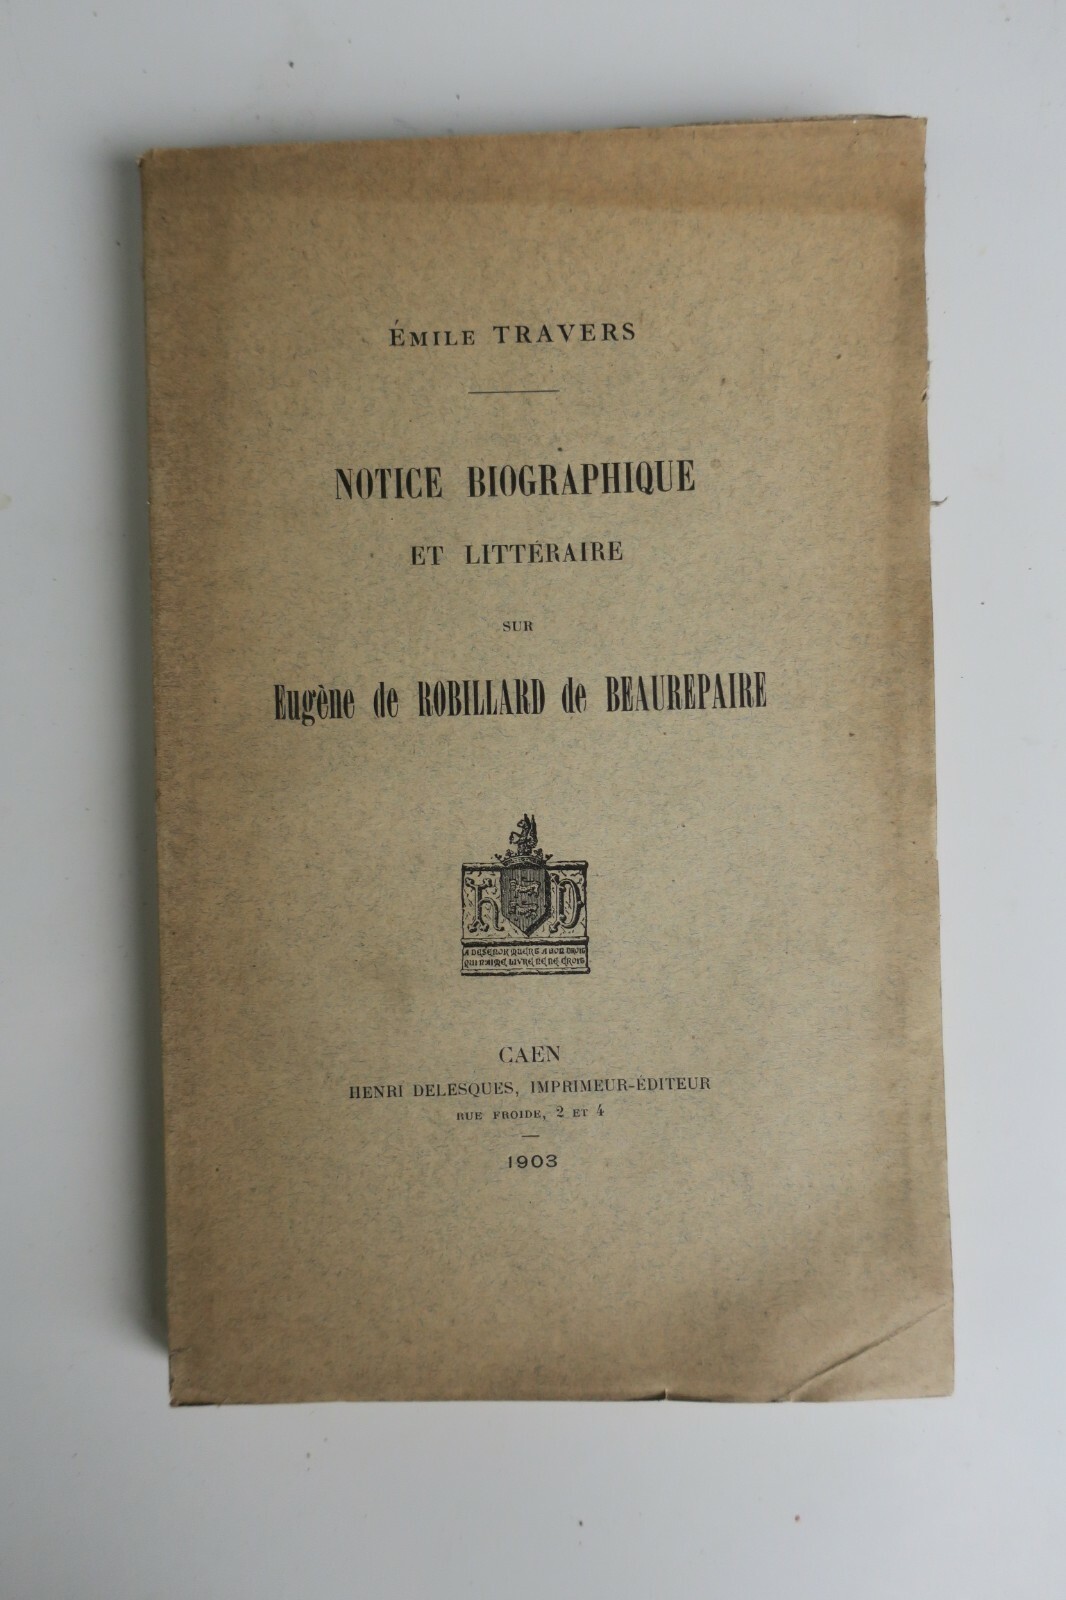 ÉMILE TRAVERS
NOTICE BIOGRAPHIQUE
ET LITTÉRAIRE
SUR
Eugène de ROBILLARD de BEAUREPAIRE
H D
CAEN
HENRI DELESQUES, IMPRIMEUR-ÉDITEUR
RUE FROIDE, 2 ET 4
1903